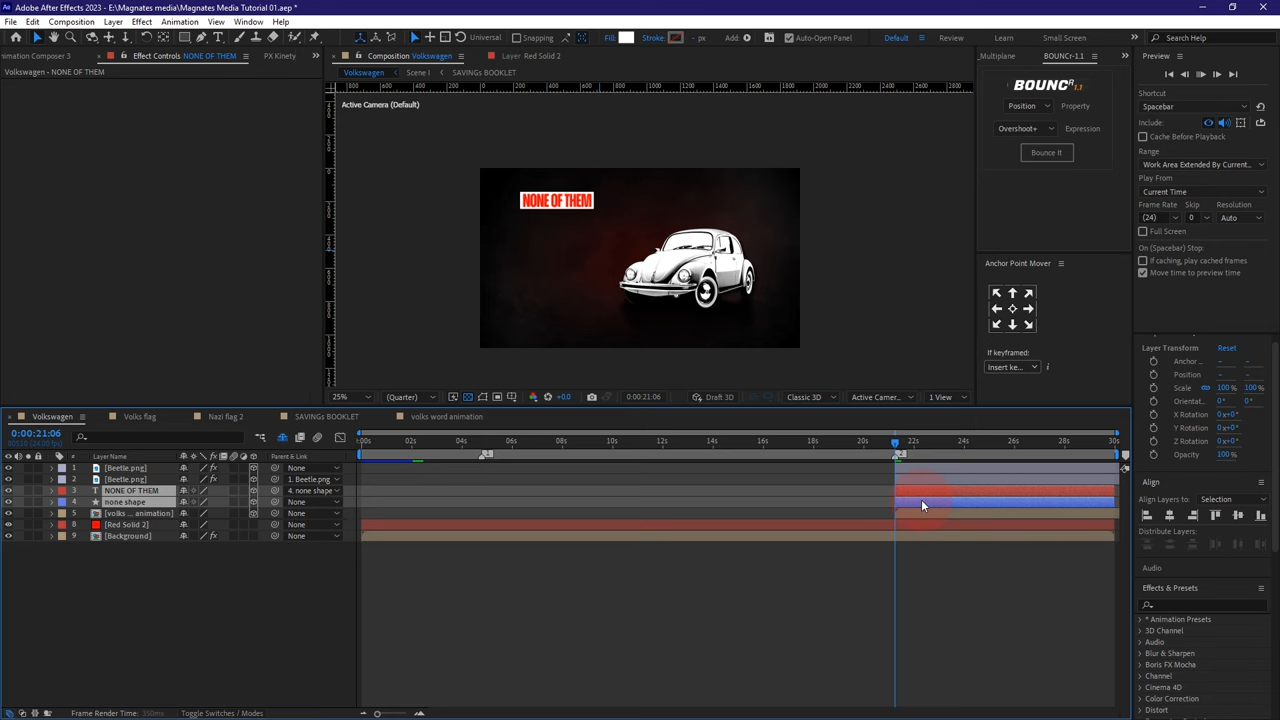 Adobe After Effects 2023 - E:\Magnates media\Magnates Media Tutorial 01.aep *
File Edit Composition Layer Effect Animation View Window Help
Universal Snapping Fill: Stroke: px Add: Auto-Open Panel Default Review Learn Small Screen Search Help
nimation Composer 3 Effect Controls NONE OF THEM PX Kinety
Volkswagen - NONE OF THEM
Composition Volkswagen Layer Red Solid 2
Volkswagen Scene I SAVINGs BOOKLET
Active Camera (Default)
NONE OF THEM
25% (Quarter) +0.0 0:00:21:06 Draft 3D Classic 3D Active Camer... 1 View
Multiplane BOUNCr-1.1
BOUNCR 1.1
Position Property
Overshoot+ Expression
Bounce It
Anchor Point Mover
If keyframed:
Insert ke...
Preview
Shortcut
Spacebar
Include:
Cache Before Playback
Range
Work Area Extended By Current...
Play From
Current Time
Frame Rate Skip Resolution
(24) 0 Auto
Full Screen
On (Spacebar) Stop:
If caching, play cached frames
Move time to preview time
Layer Transform Reset
Anchor ..
Position
Scale 100 % 100 %
Orientat.. 0° 0°
X Rotation 0x+0°
Y Rotation 0x+0°
Z Rotation 0x+0°
Opacity 100 %
Align
Align Layers to: Selection
Distribute Layers:
Audio
Effects & Presets
* Animation Presets
3D Channel
Audio
Blur & Sharpen
Boris FX Mocha
Channel
Cinema 4D
Color Correction
Distort
Volkswagen Volks flag Nazi flag 2 SAVINGs BOOKLET volks word animation
0:00:21:06
# Layer Name Parent & Link
:00s 02s 04s 06s 08s 10s 12s 14s 16s 18s 20s 22s 24s 26s 28s 30s
1 2
1 [Beetle.png] None
2 [Beetle.png] 1. Beetle.png
3 NONE OF THEM 4. none shape
4 none shape None
5 [volks ... animation] None
8 [Red Solid 2] None
9 [Background] None
Frame Render Time: 350ms Toggle Switches / Modes